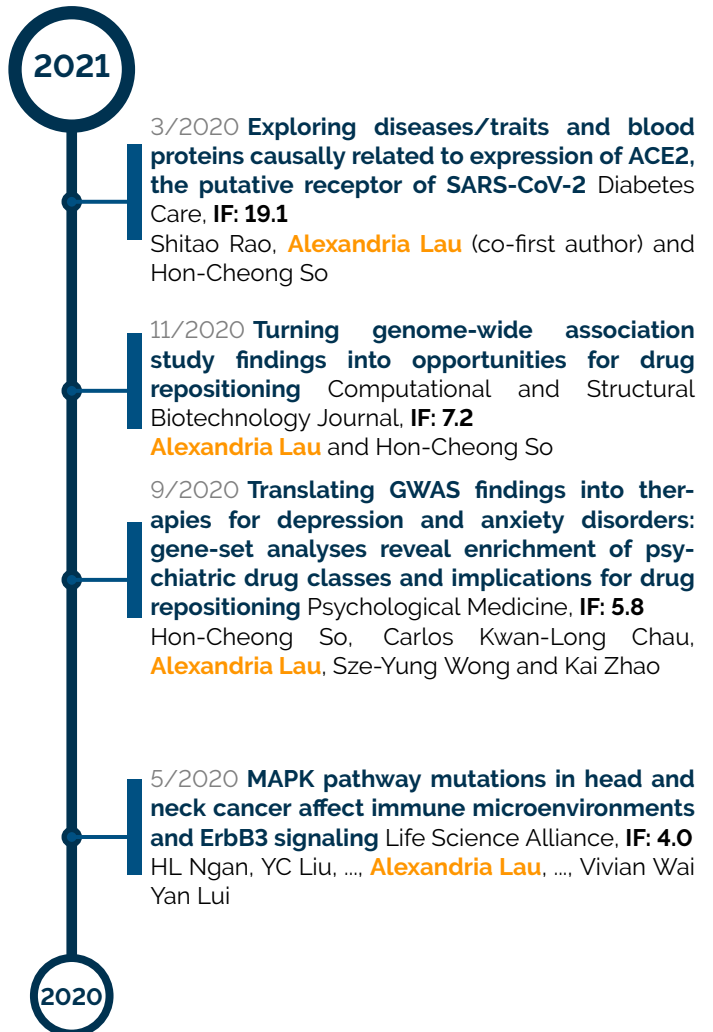 2021
3/2020 Exploring diseases/traits and blood
proteins causally related to expression of ACE2,
the putative receptor of SARS-CoV-2 Diabetes
Care, IF: 19.1
Shitao Rao, Alexandria Lau (co-first author) and
Hon-Cheong So
11/2020 Turning genome-wide association
study findings into opportunities for drug
repositioning Computational and Structural
Biotechnology Journal, IF: 7.2
Alexandria Lau and Hon-Cheong So
9/2020 Translating GWAS findings into ther-
apies for depression and anxiety disorders:
gene-set analyses reveal enrichment of psy-
chiatric drug classes and implications for drug
repositioning Psychological Medicine, IF: 5.8
Hon-Cheong So, Carlos Kwan-Long Chau,
Alexandria Lau, Sze-Yung Wong and Kai Zhao
5/2020 MAPK pathway mutations in head and
neck cancer affect immune microenvironments
and ErbB3 signaling Life Science Alliance, IF: 4.0
HL Ngan, YC Liu, ..., Alexandria Lau, ..., Vivian Wai
Yan Lui
2020